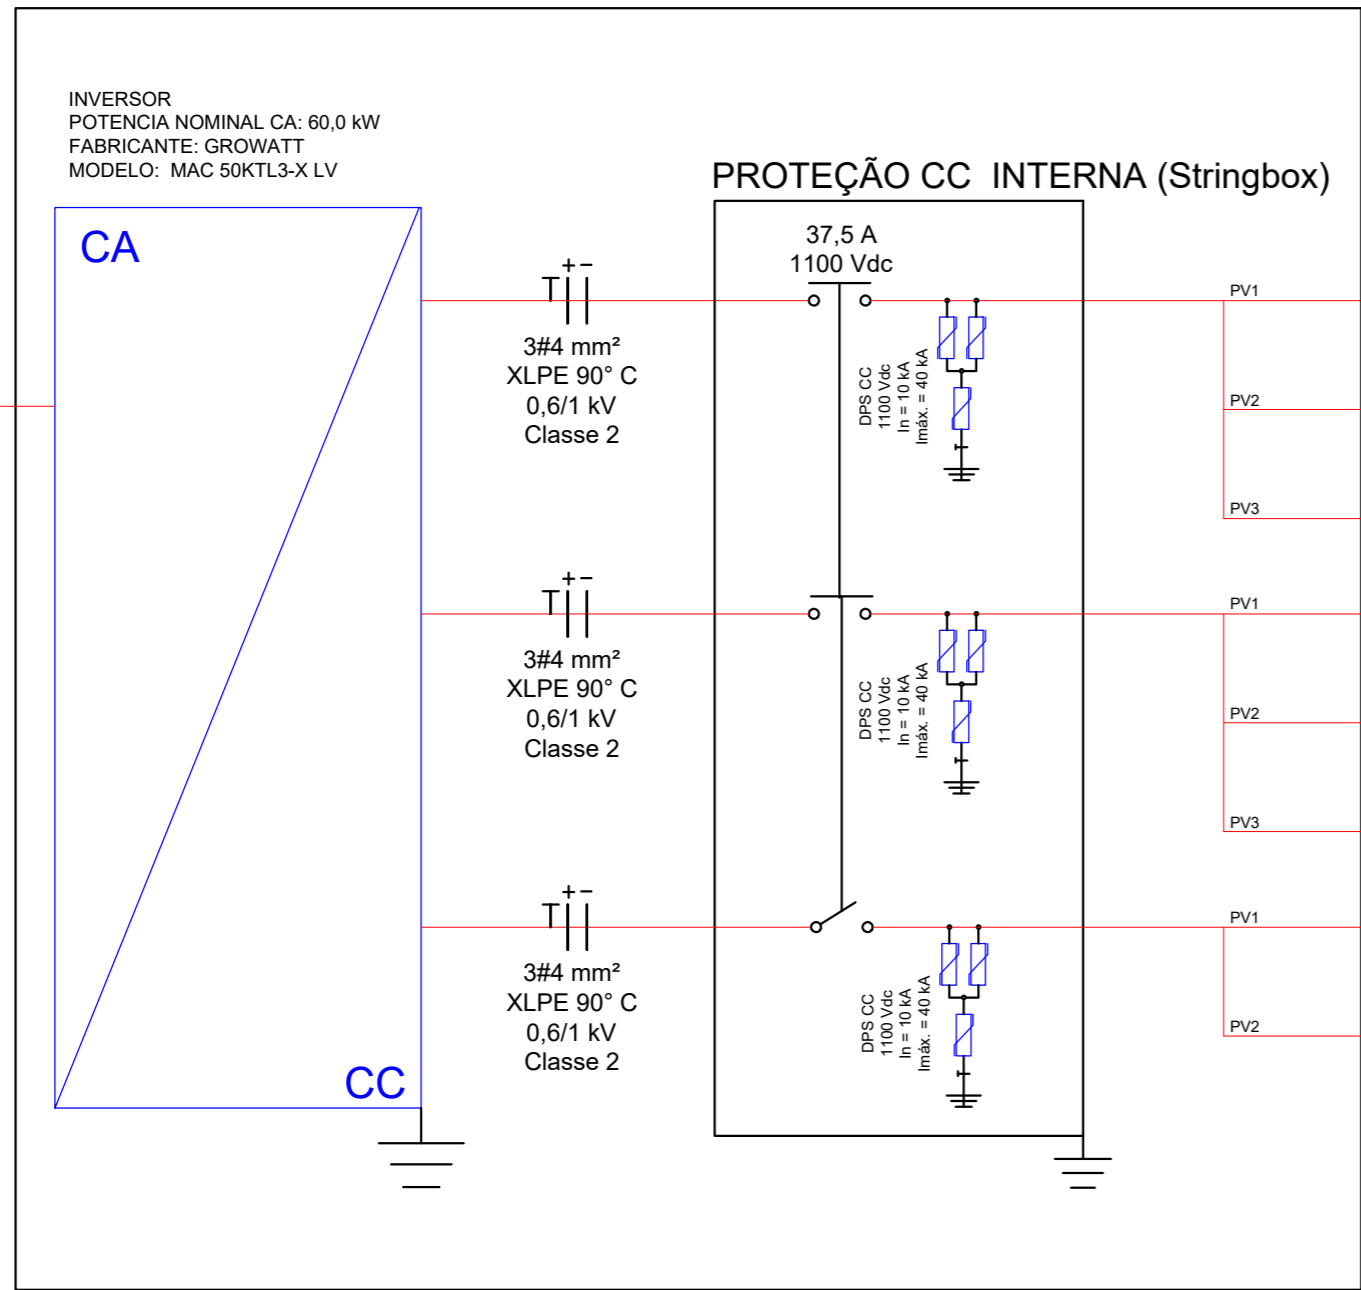 INVERSOR
POTENCIA NOMINAL CA: 60,0 kW
FABRICANTE: GROWATT
MODELO: MAC 50KTL3-X LV
PROTEÇÃO CC INTERNA (Stringbox)
CA
37,5 A
1100 Vdc
+ -
3#4 mm²
XLPE 90° C
0,6/1 kV
Classe 2
DPS CC
1100 Vdc
In = 10 kA
Imáx. = 40 kA
PV1
PV2
PV3
+ -
3#4 mm²
XLPE 90° C
0,6/1 kV
Classe 2
DPS CC
1100 Vdc
In = 10 kA
Imáx. = 40 kA
PV1
PV2
PV3
+ -
3#4 mm²
XLPE 90° C
0,6/1 kV
Classe 2
DPS CC
1100 Vdc
In = 10 kA
Imáx. = 40 kA
PV1
PV2
CC